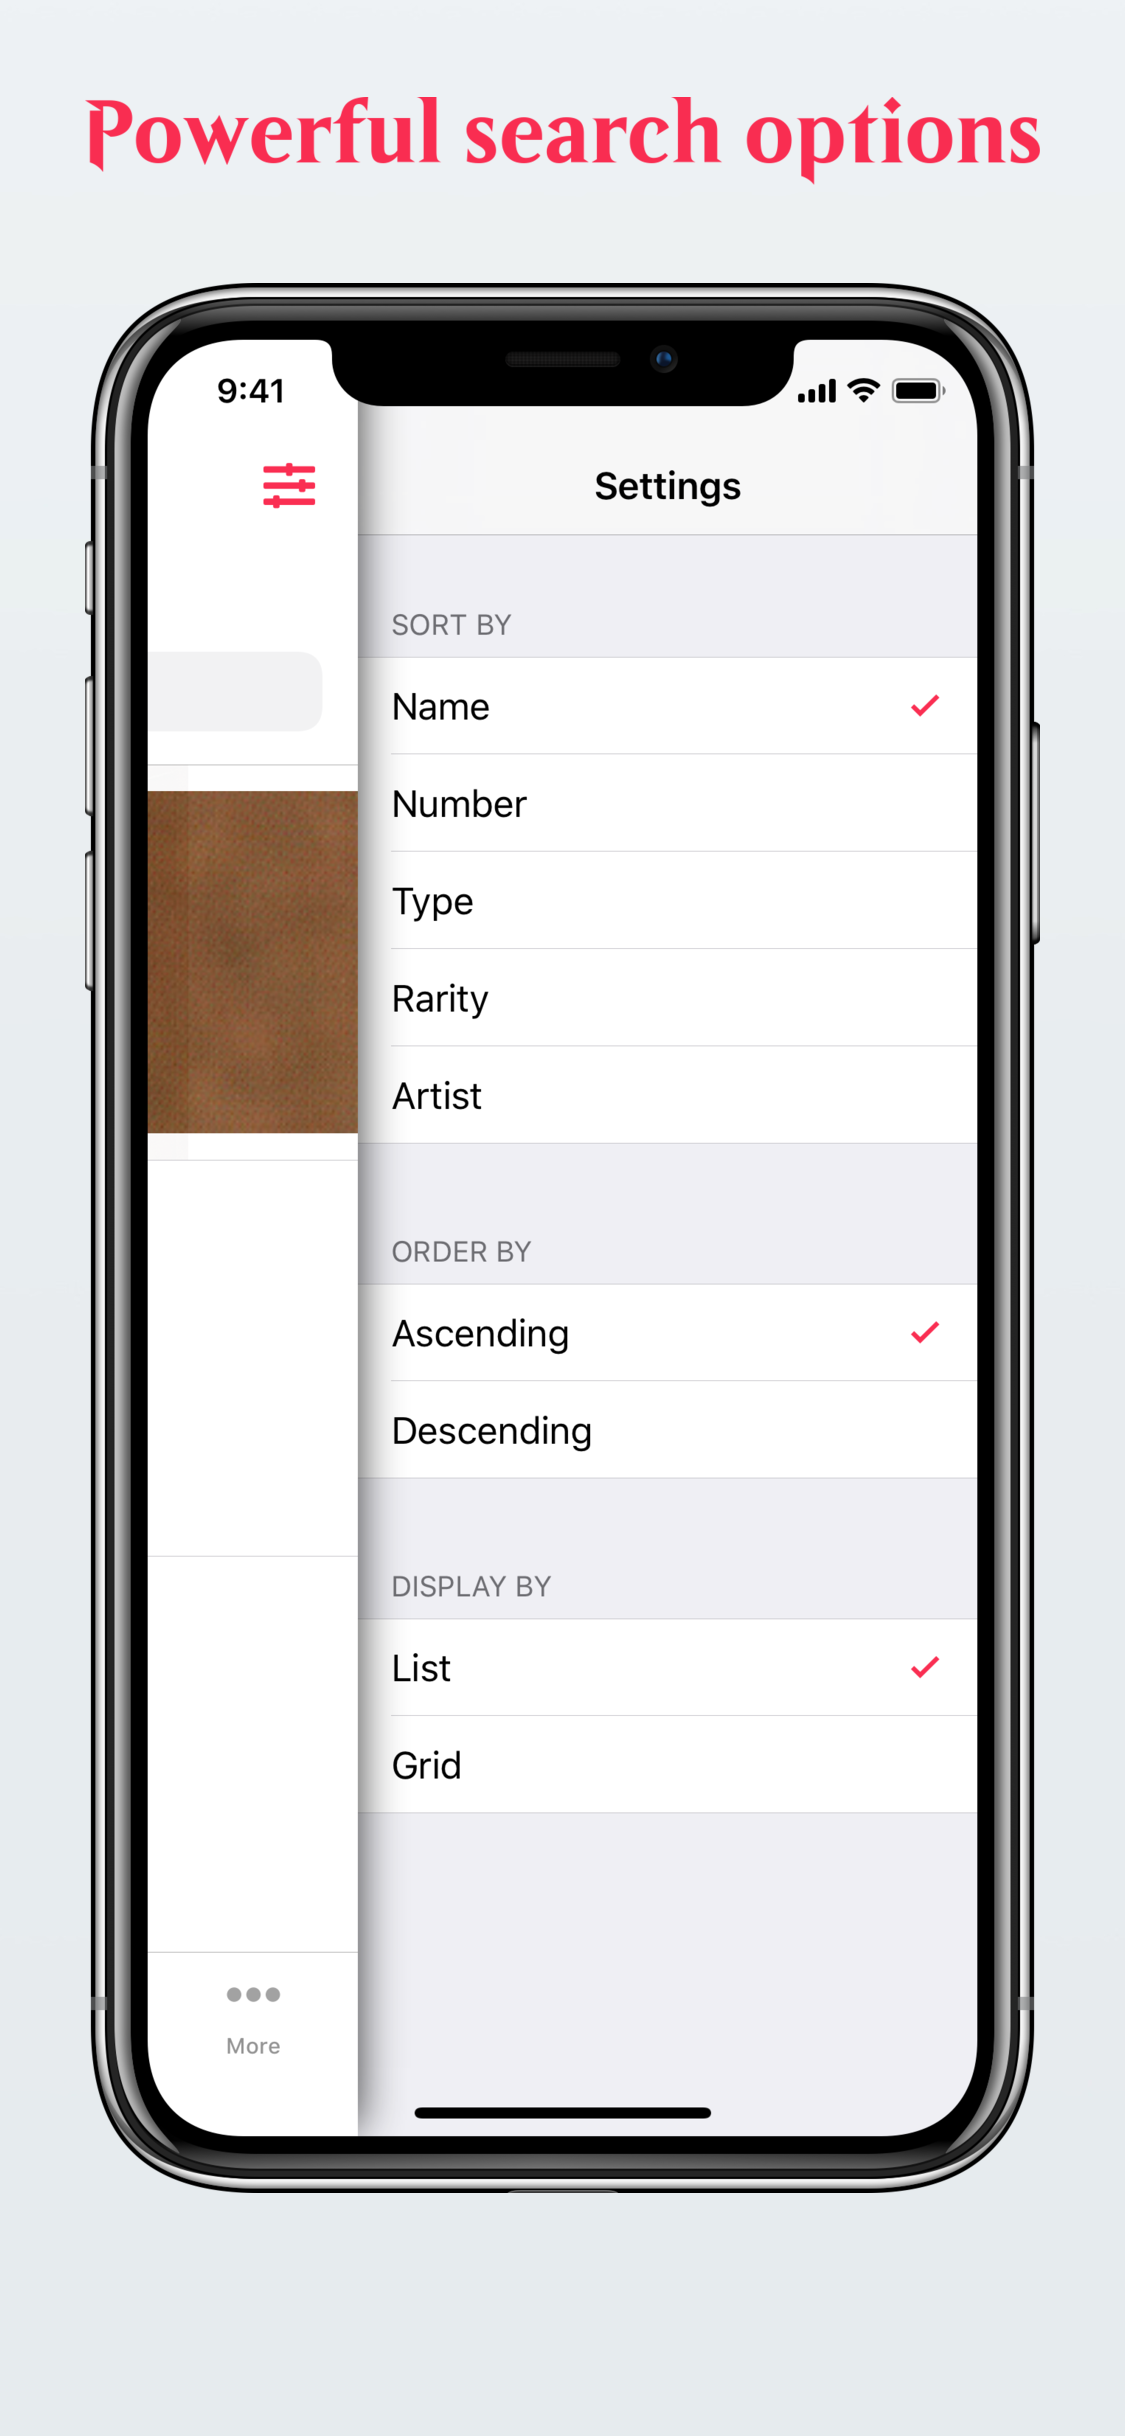 Powerful search options
9:41
Settings
SORT BY
Name
Number
Type
Rarity
Artist
ORDER BY
Ascending
Descending
DISPLAY BY
List
Grid
More